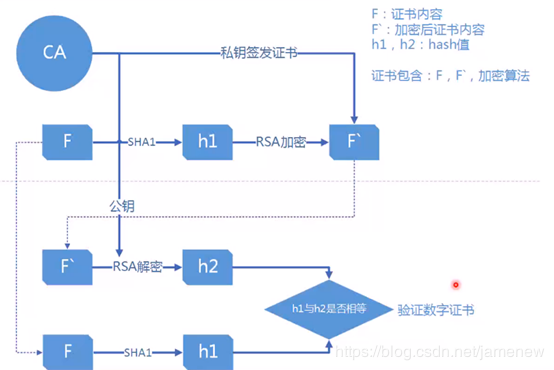 F：证书内容
F`：加密后证书内容
h1，h2：hash值
证书包含：F，F`，加密算法
CA
私钥签发证书
F
SHA1
h1
RSA加密
F`
公钥
F`
RSA解密
h2
h1与h2是否相等
验证数字证书
F
SHA1
h1
https://blog.csdn.net/jamenew